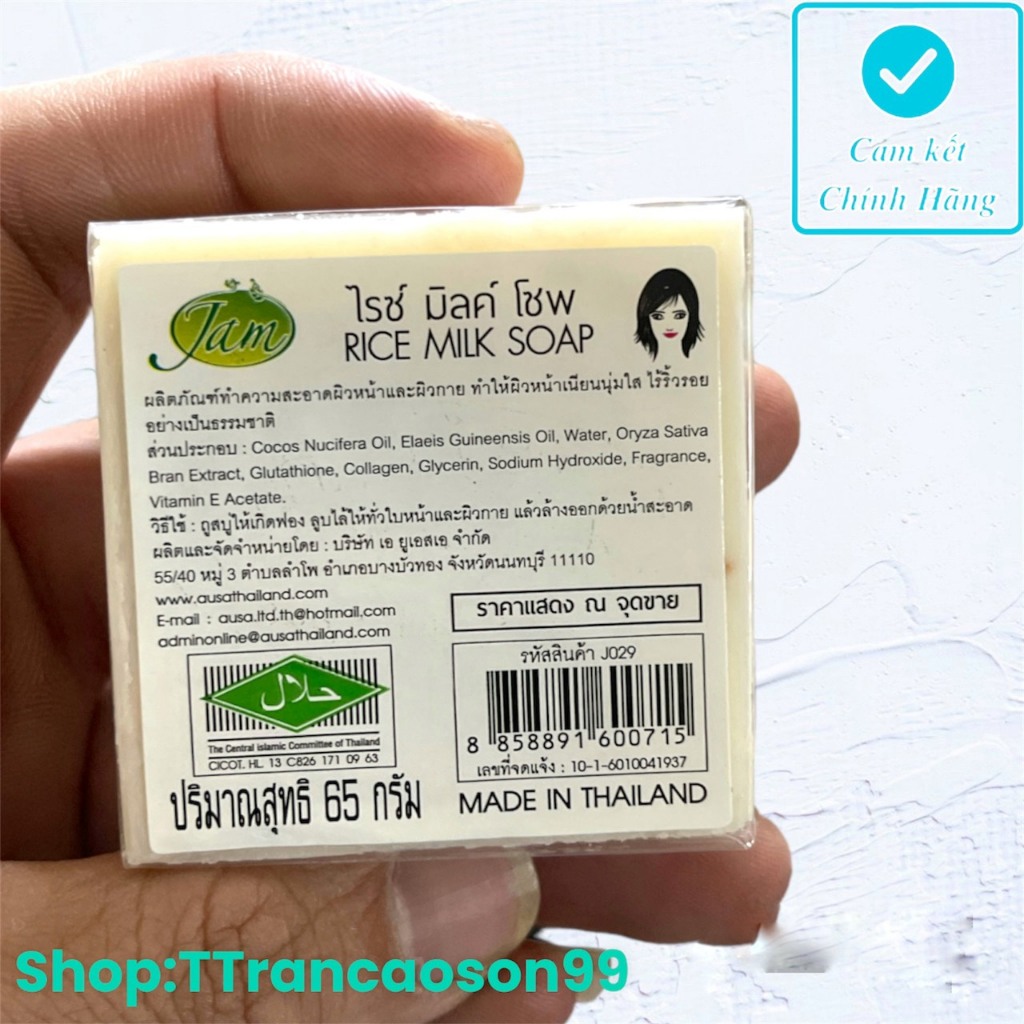 Cam kết
Chính Hãng
Jam
ไรซ์ มิลค์ โซพ
RICE MILK SOAP
ผลิตภัณฑ์ทำความสะอาดผิวหน้าและผิวกาย ทำให้ผิวหน้าเนียนนุ่มใส ไร้ริ้วรอย
อย่างเป็นธรรมชาติ
ส่วนประกอบ : Cocos Nucifera Oil, Elaeis Guineensis Oil, Water, Oryza Sativa
Bran Extract, Glutathione, Collagen, Glycerin, Sodium Hydroxide, Fragrance,
Vitamin E Acetate.
วิธีใช้ : ถูสบู่ให้เกิดฟอง ลูบไล้ให้ทั่วใบหน้าและผิวกาย แล้วล้างออกด้วยน้ำสะอาด
ผลิตและจัดจำหน่ายโดย : บริษัท เอ ยูเอสเอ จำกัด
55/40 หมู่ 3 ตำบลลำโพ อำเภอบางบัวทอง จังหวัดนนทบุรี 11110
www.ausathailand.com
E-mail : ausa.ltd.th@hotmail.com
adminonline@ausathailand.com
ราคาแสดง ณ จุดขาย
รหัสสินค้า J029
8 858891 600715
เลขที่จดแจ้ง : 10-1-6010041937
حلال
The Central Islamic Committee of Thailand
CICOT. HL 13 C826 171 09 63
ปริมาณสุทธิ 65 กรัม
MADE IN THAILAND
Shop:TTrancaoson99